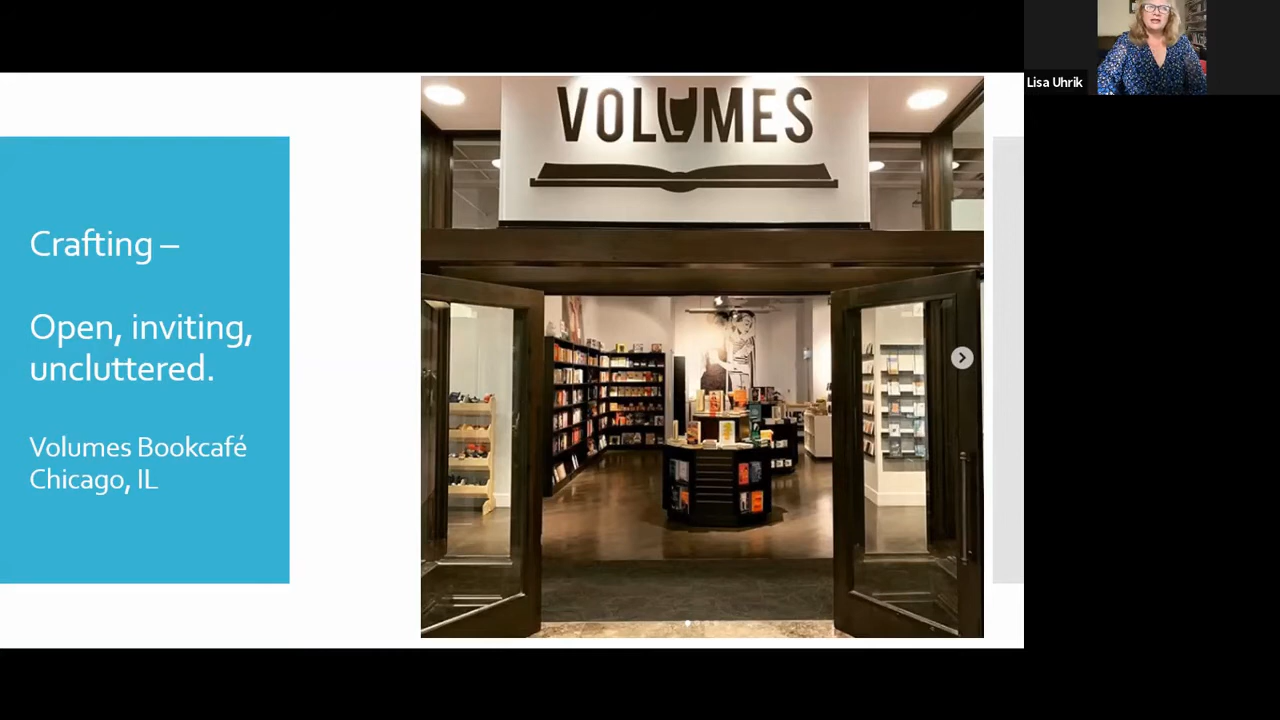 Lisa Uhrik
VOLUMES
Crafting –
Open, inviting,
uncluttered.
Volumes Bookcafé
Chicago, IL